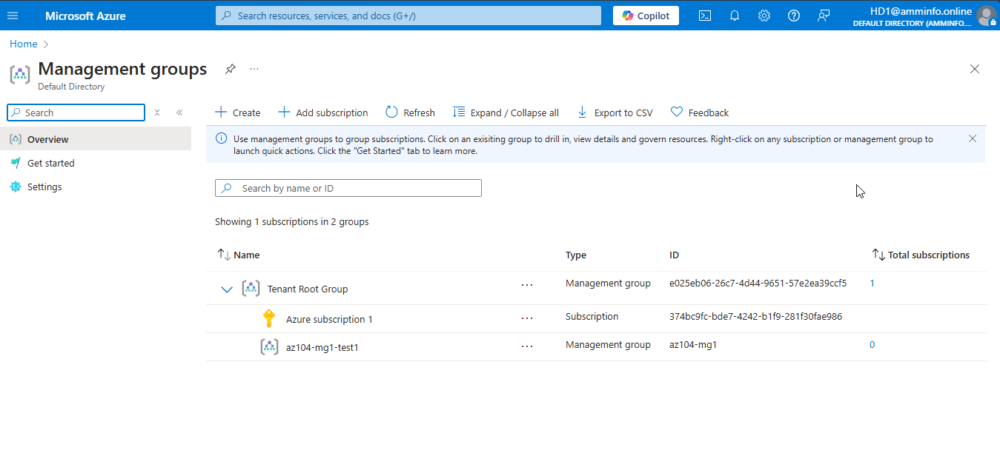 Microsoft Azure
Search resources, services, and docs (G+/)
Copilot
HD1@amminfo.online
DEFAULT DIRECTORY (AMMINFO....
Home
Management groups
...
Default Directory
Search
Overview
Get started
Settings
Create
Add subscription
Refresh
Expand / Collapse all
Export to CSV
Feedback
Use management groups to group subscriptions. Click on an exisiting group to drill in, view details and govern resources. Right-click on any subscription or management group to
launch quick actions. Click the "Get Started" tab to learn more.
Search by name or ID
Showing 1 subscriptions in 2 groups
Name Type ID Total subscriptions
Tenant Root Group ... Management group e025eb06-26c7-4d44-9651-57e2ea39ccf5 1
Azure subscription 1 ... Subscription 374bc9fc-bde7-4242-b1f9-281f30fae986
az104-mg1-test1 ... Management group az104-mg1 0